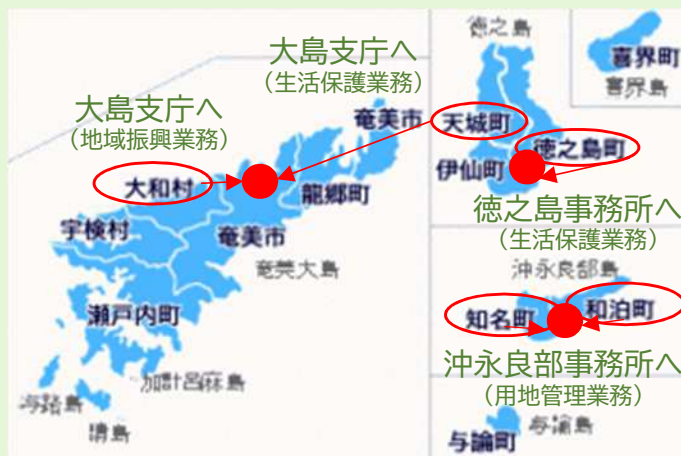 徳之島
大島支庁へ
（生活保護業務）
喜界町
喜界島
大島支庁へ
（地域振興業務）
奄美市
天城町
徳之島町
伊仙町
大和村
龍郷町
宇検村
奄美市
奄美大島
徳之島事務所へ
（生活保護業務）
沖永良部島
瀬戸内町
知名町
和泊町
加計呂麻島
沖永良部事務所へ
（用地管理業務）
与路島
請島
与論町
与論島